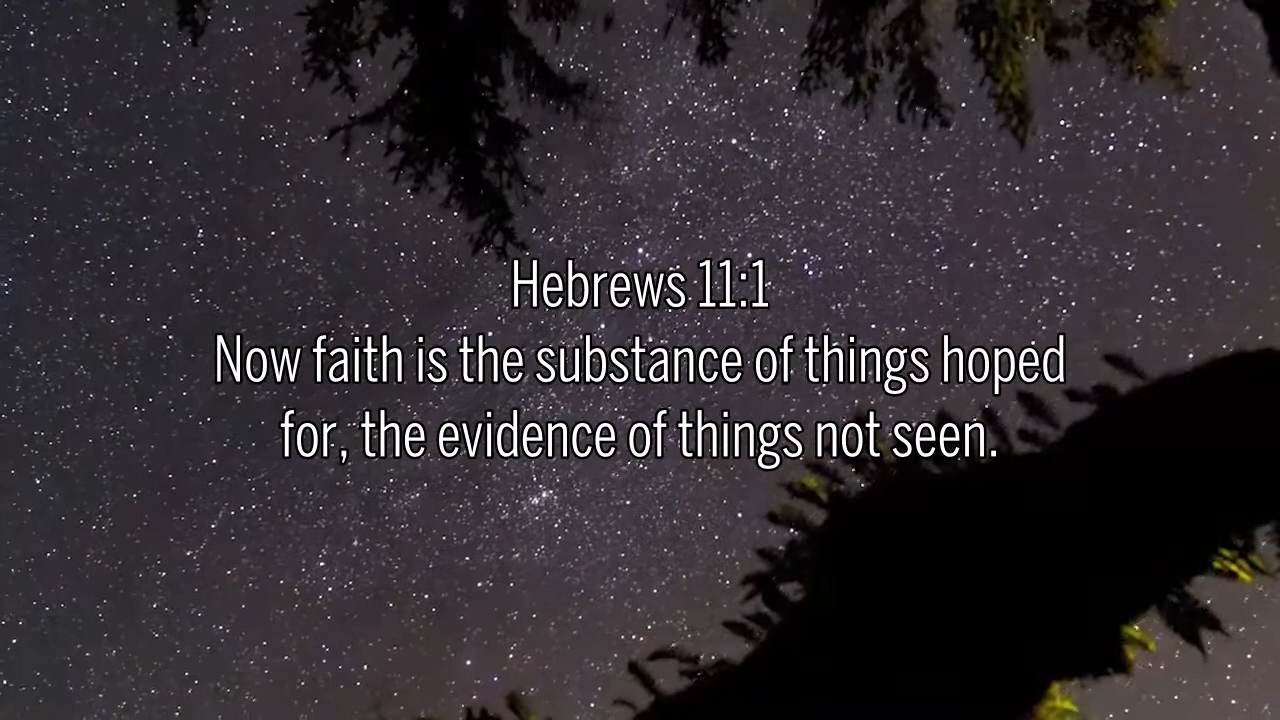 Hebrews 11:1
Now faith is the substance of things hoped
for, the evidence of things not seen.